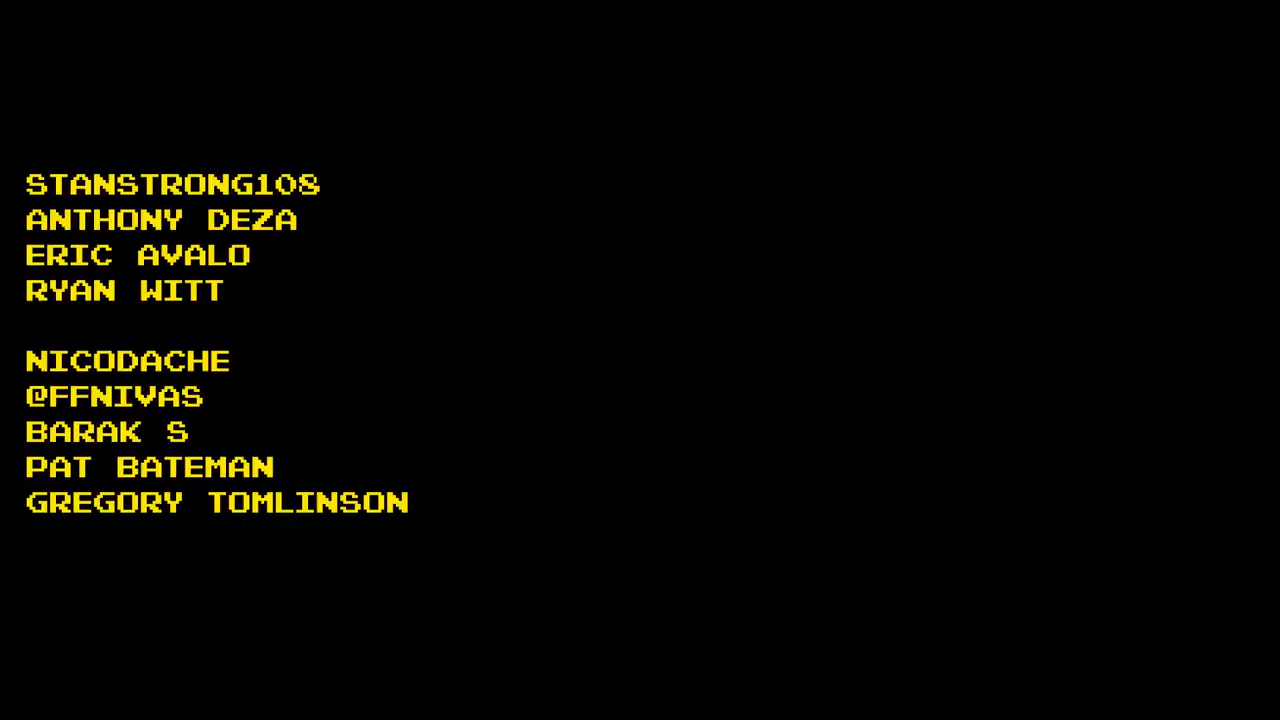 STANSTRONG108
ANTHONY DEZA
ERIC AVALO
RYAN WITT
NICODACHE
@FFNIVAS
BARAK S
PAT BATEMAN
GREGORY TOMLINSON